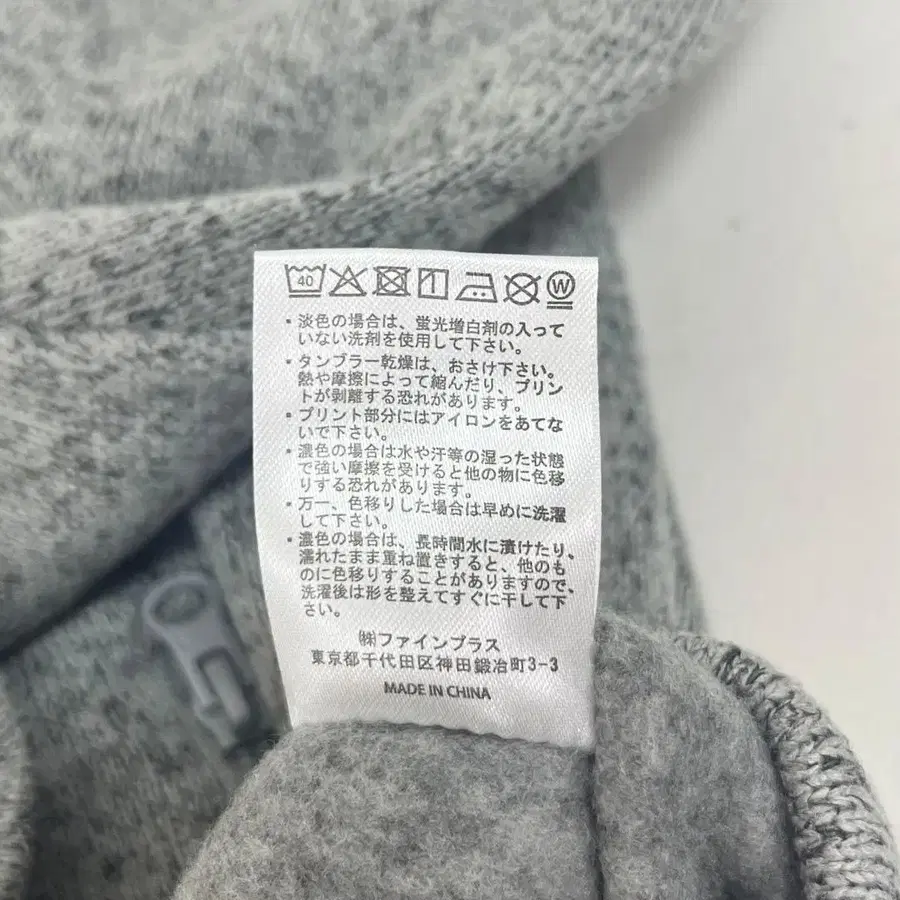 40 W
・淡色の場合は、蛍光増白剤の入って
いない洗剤を使用して下さい。
・タンブラー乾燥は、おさけ下さい。
熱や摩擦によって縮んだり、プリン
トが剥離する恐れがあります。
・プリント部分にはアイロンをあてな
いで下さい。
・濃色の場合は水や汗等の湿った状態
で強い摩擦を受けると他の物に色移
りする恐れがあります。
・万一、色移りした場合は早めに洗濯
して下さい。
・濃色の場合は、長時間水に漬けたり、
濡れたまま重ね置きすると、他のも
のに色移りすることがありますので、
洗濯後は形を整えてすぐに干して下
さい。
㈱ファインプラス
東京都千代田区神田鍛冶町3-3
MADE IN CHINA